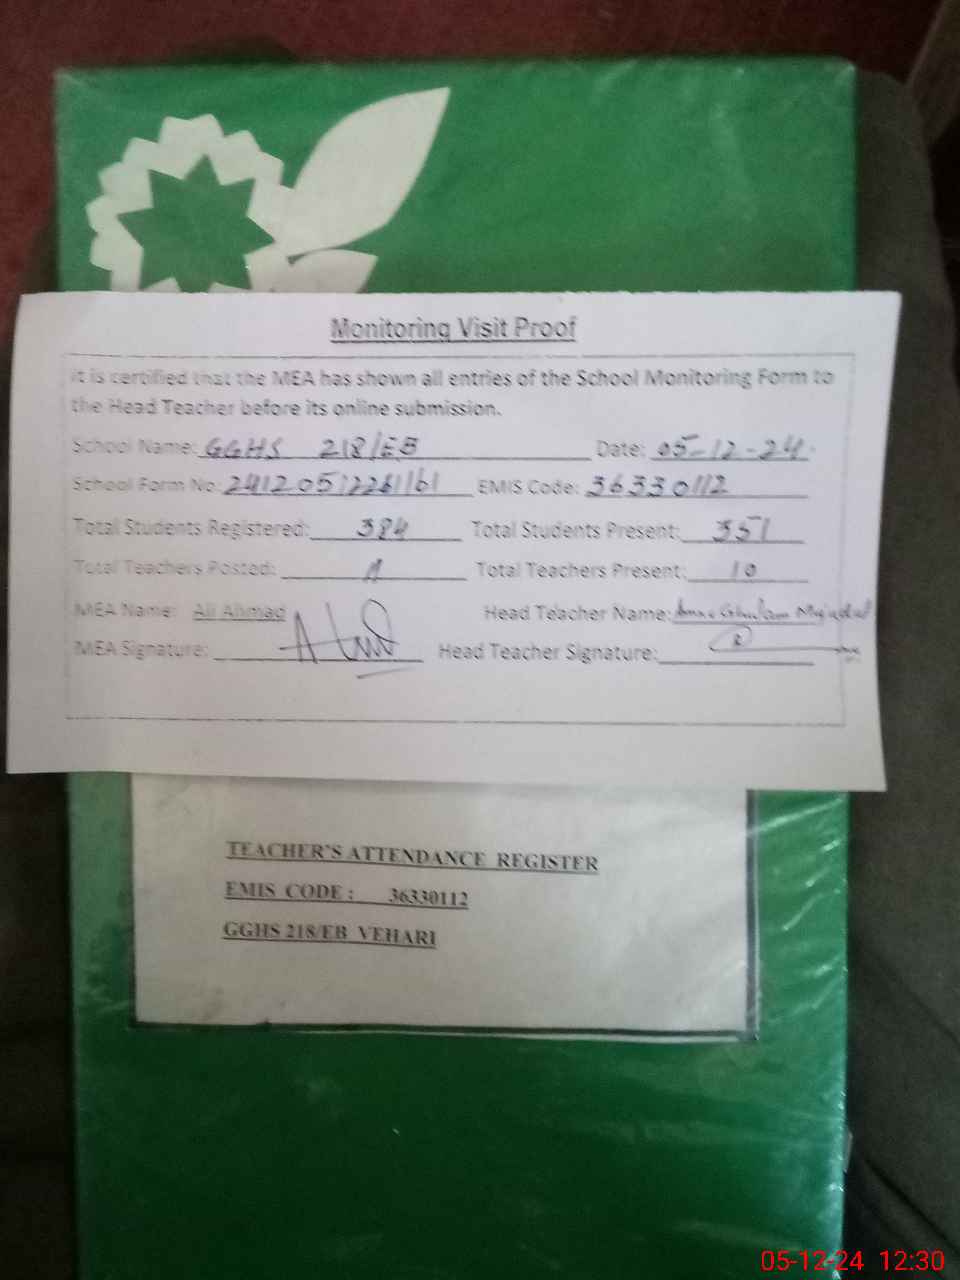 Monitoring Visit Proof
It is certified that the MEA has shown all entries of the School Monitoring Form to
the Head Teacher before its online submission.
School Name: GGHS 218/EB Date: 05-12-24
School Form No: EMIS Code: 36330112
Total Students Registered: 384 Total Students Present: 351
Total Teachers Posted: Total Teachers Present: 10
MEA Name: Ali Ahmad Head Teacher Name: Ghulam
MEA Signature: Head Teacher Signature:
TEACHER'S ATTENDANCE REGISTER
EMIS CODE : 36330112
GGHS 218/EB VEHARI
05-12-24 12:30